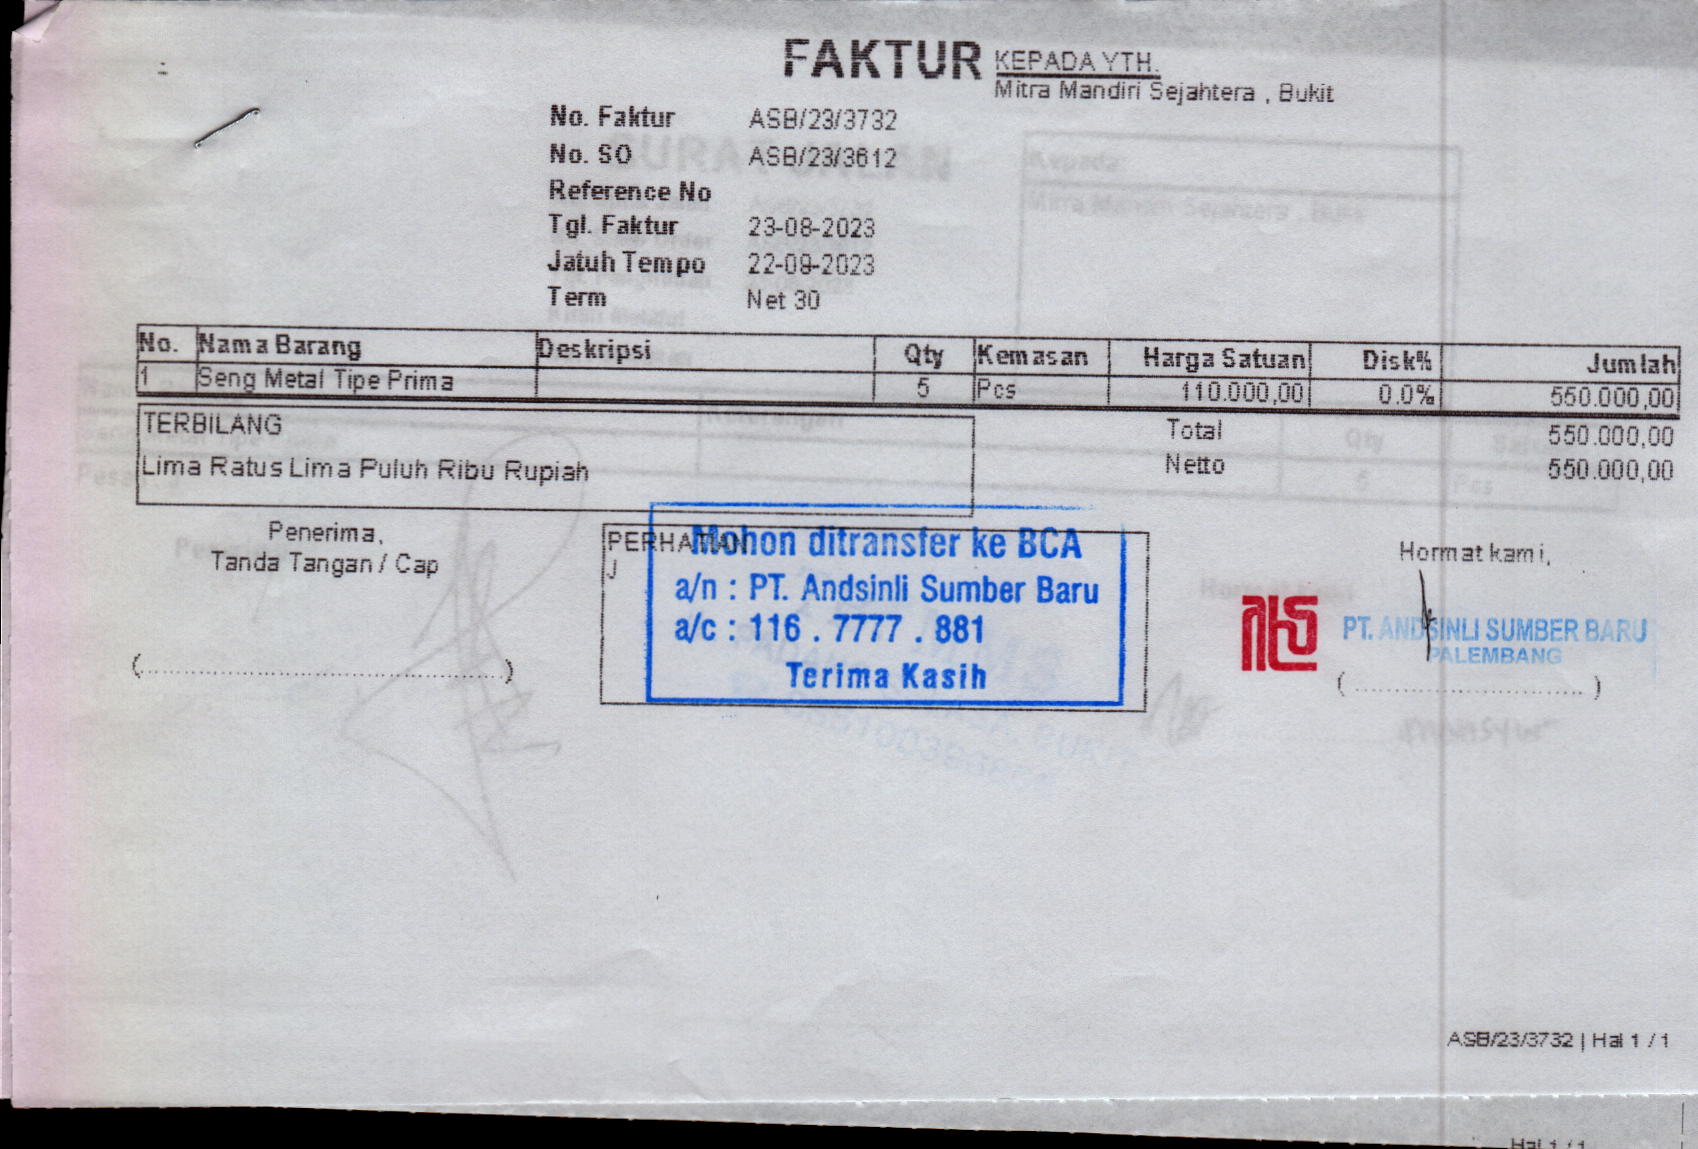 FAKTUR
KEPADA YTH.
Mitra Mandiri Sejahtera , Bukit
No. Faktur ASB/23/3732
No. SO ASB/23/3612
Reference No
Tgl. Faktur 23-08-2023
Jatuh Tempo 22-09-2023
Term Net 30
No. Nama Barang Deskripsi Qty Kemasan Harga Satuan Disk% Jumlah
1 Seng Metal Tipe Prima 5 Pcs 110.000,00 0.0% 550.000,00
TERBILANG Total 550.000,00
Lima Ratus Lima Puluh Ribu Rupiah Netto 550.000,00
Penerima,
Tanda Tangan / Cap
PERHATIAN
J
Mohon ditransfer ke BCA
a/n : PT. Andsinli Sumber Baru
a/c : 116 . 7777 . 881
Terima Kasih
Hormat kami,
PT. ANDSINLI SUMBER BARU
PALEMBANG
ASB/23/3732 | Hal 1 / 1
Hal 1 / 1